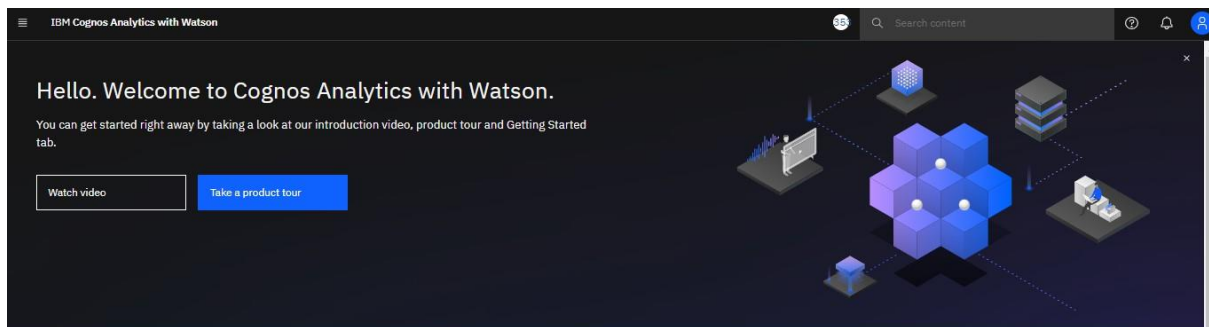 IBM Cognos Analytics with Watson
Search content
Hello. Welcome to Cognos Analytics with Watson.
You can get started right away by taking a look at our introduction video, product tour and Getting Started
tab.
Watch video
Take a product tour